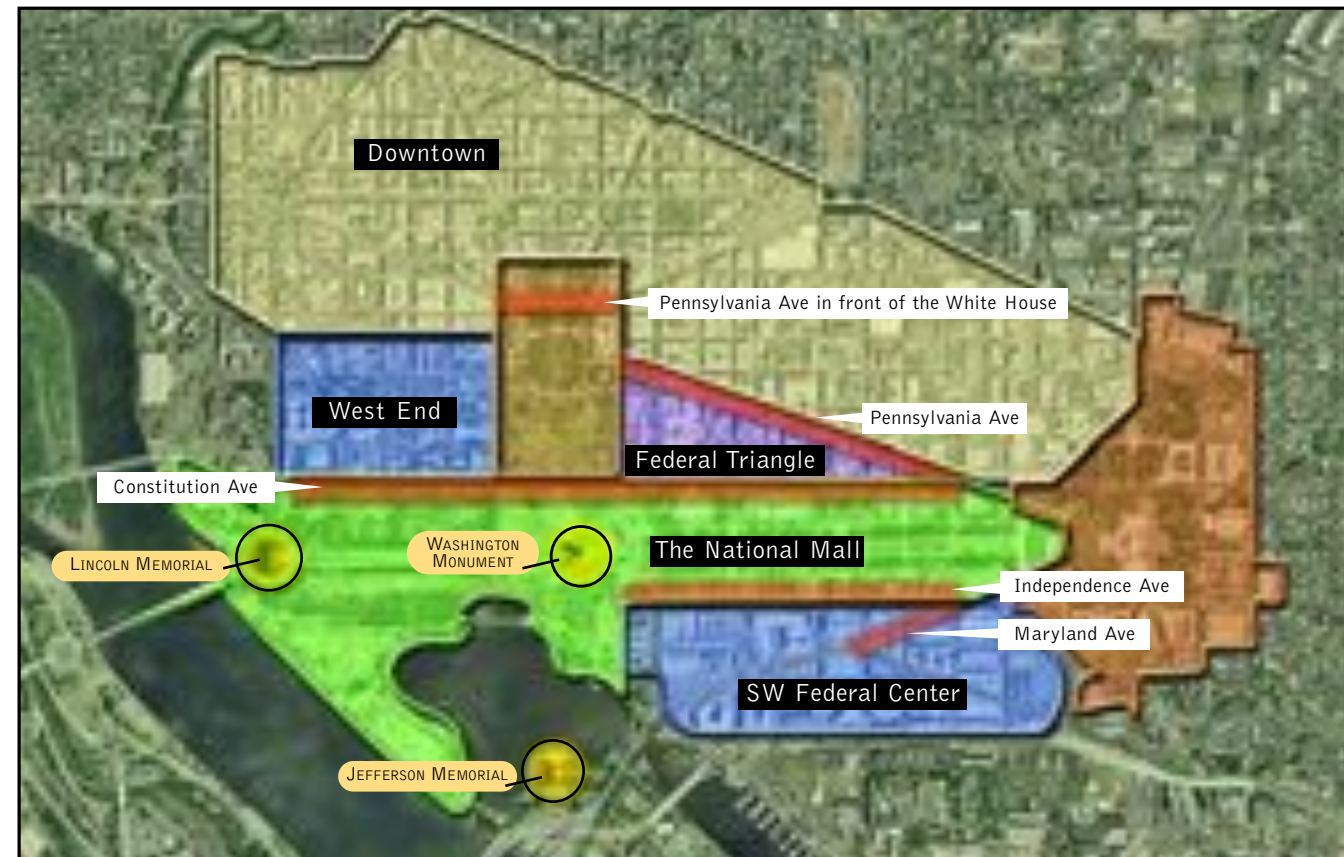 Downtown
Pennsylvania Ave in front of the White House
West End
Pennsylvania Ave
Federal Triangle
Constitution Ave
Lincoln Memorial
Washington
Monument
The National Mall
Independence Ave
Maryland Ave
SW Federal Center
Jefferson Memorial